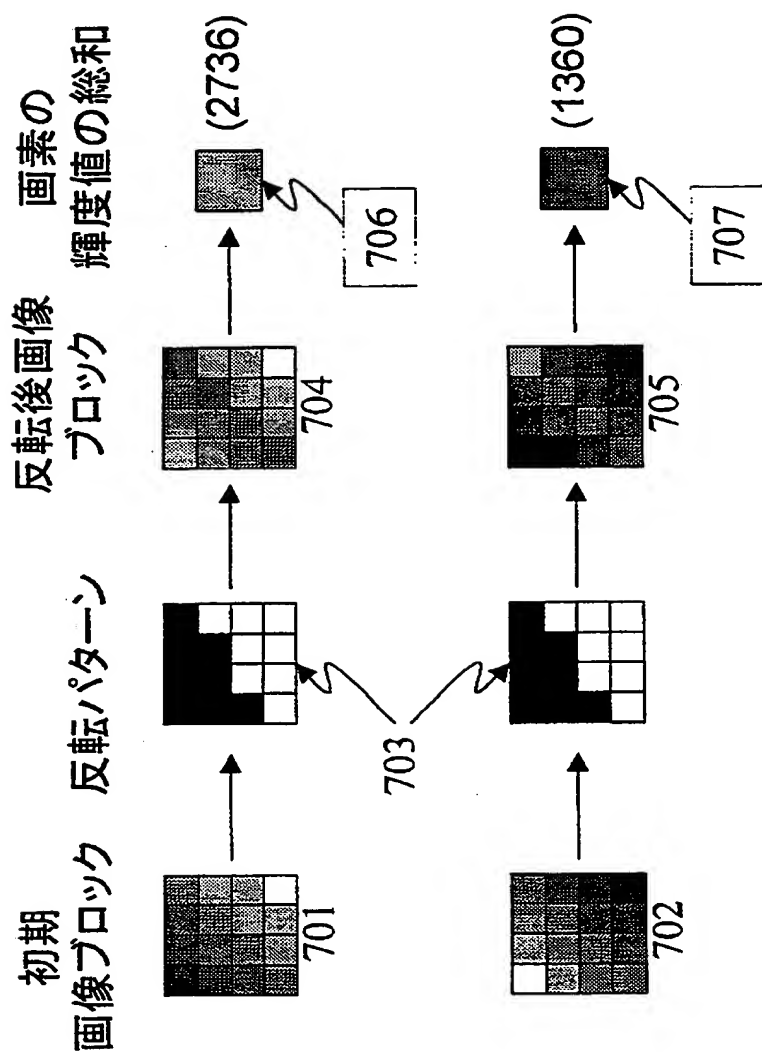 初期
画像ブロック
反転パターン
反転後画像
ブロック
画素の
輝度値の総和
701
703
704
706
(2736)
702
705
707
(1360)